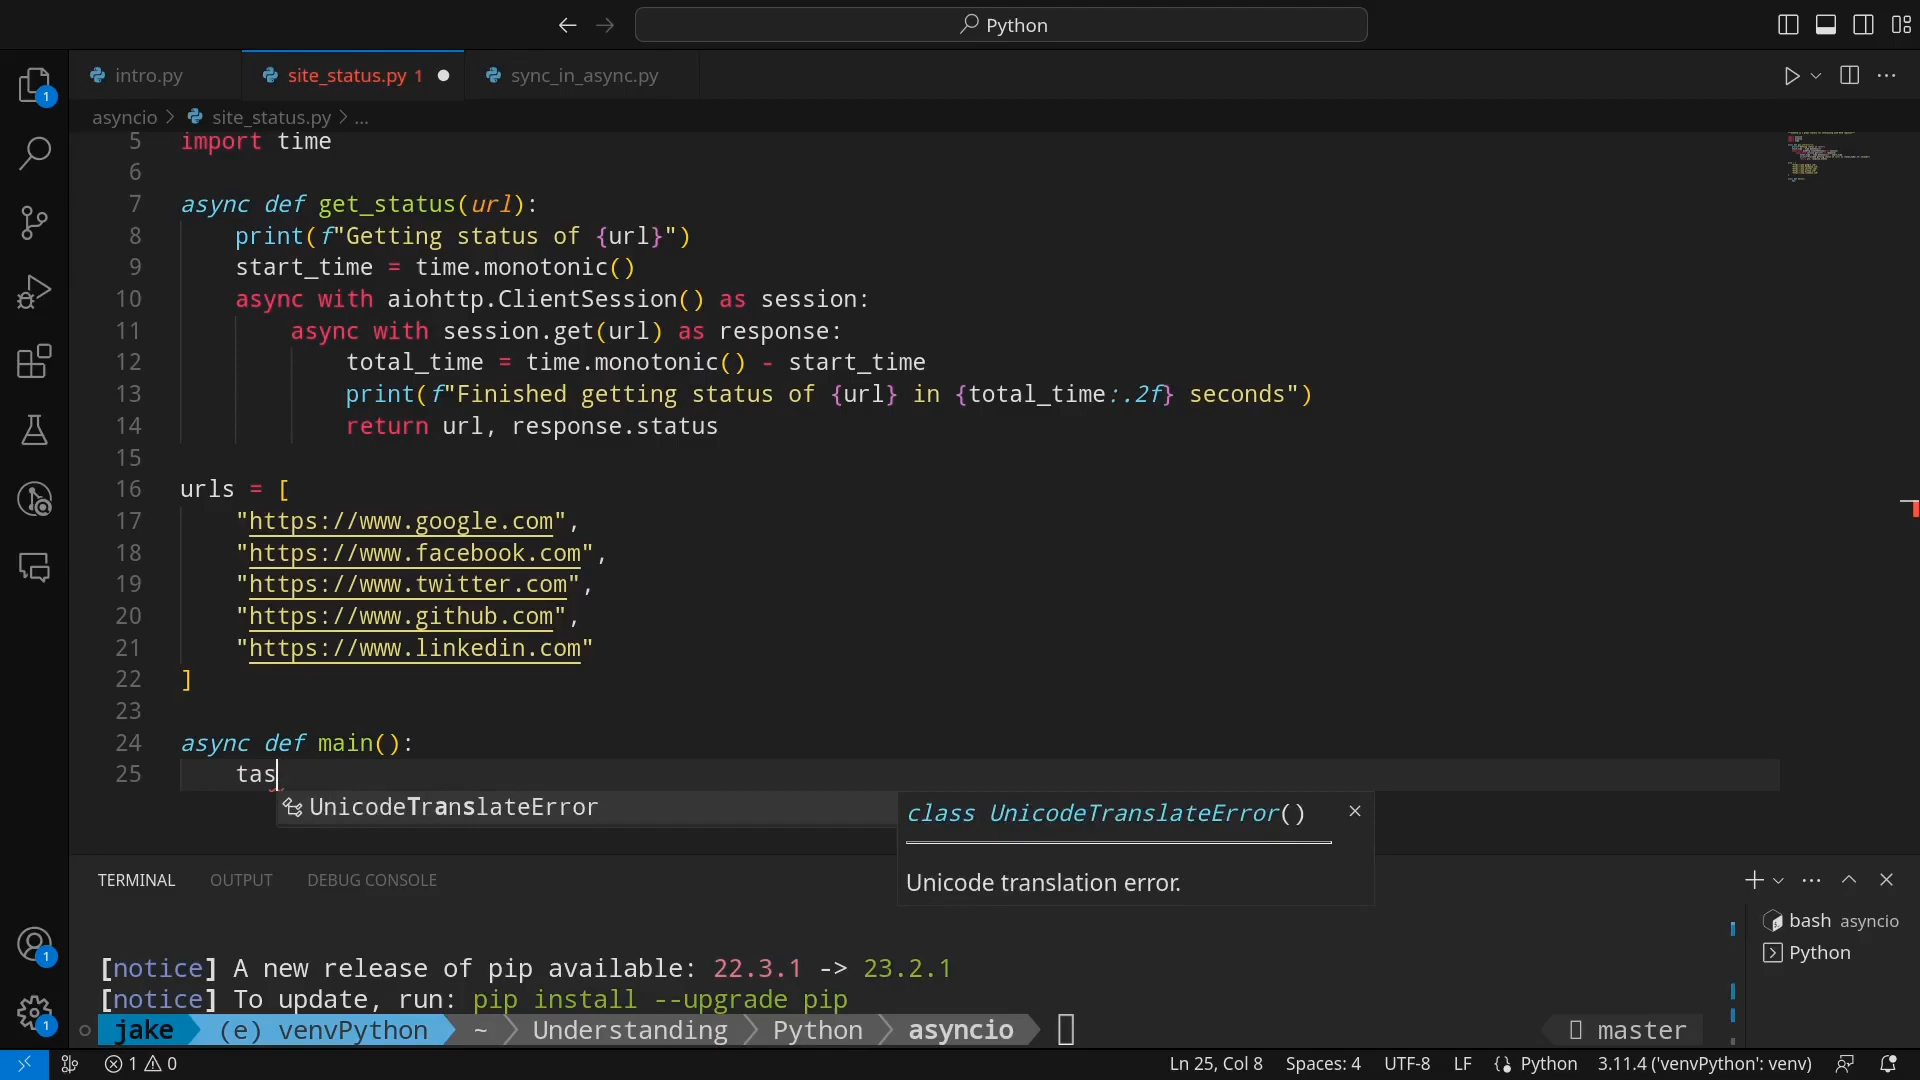 Python
intro.py
site_status.py 1
sync_in_async.py
asyncio > site_status.py > ...
5 import time
6
7 async def get_status(url):
8 print(f"Getting status of {url}")
9 start_time = time.monotonic()
10 async with aiohttp.ClientSession() as session:
11 async with session.get(url) as response:
12 total_time = time.monotonic() - start_time
13 print(f"Finished getting status of {url} in {total_time:.2f} seconds")
14 return url, response.status
15
16 urls = [
17 "https://www.google.com",
18 "https://www.facebook.com",
19 "https://www.twitter.com",
20 "https://www.github.com",
21 "https://www.linkedin.com"
22 ]
23
24 async def main():
25 tas
UnicodeTranslateError
class UnicodeTranslateError()
Unicode translation error.
TERMINAL OUTPUT DEBUG CONSOLE
bash asyncio
Python
[notice] A new release of pip available: 22.3.1 -> 23.2.1
[notice] To update, run: pip install --upgrade pip
jake (e) venvPython ~ Understanding Python asyncio master
1 0
Ln 25, Col 8 Spaces: 4 UTF-8 LF Python 3.11.4 ('venvPython': venv)
1
1
1